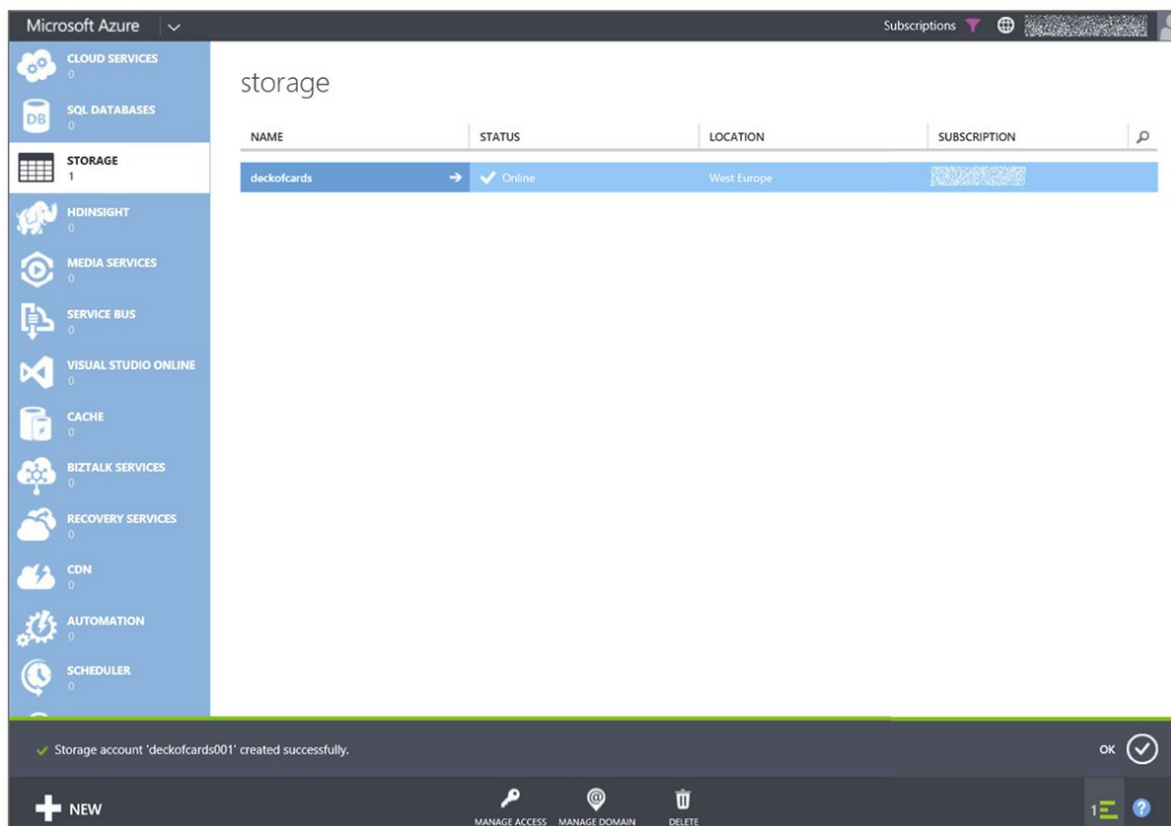 Microsoft Azure
Subscriptions
CLOUD SERVICES
0
DB
SQL DATABASES
0
STORAGE
1
HDINSIGHT
0
MEDIA SERVICES
0
SERVICE BUS
0
VISUAL STUDIO ONLINE
0
CACHE
0
BIZTALK SERVICES
0
RECOVERY SERVICES
0
CDN
0
AUTOMATION
0
SCHEDULER
0
storage
NAME STATUS LOCATION SUBSCRIPTION
deckofcards Online West Europe
Storage account 'deckofcards001' created successfully.
OK
NEW
MANAGE ACCESS MANAGE DOMAIN DELETE
1 ?